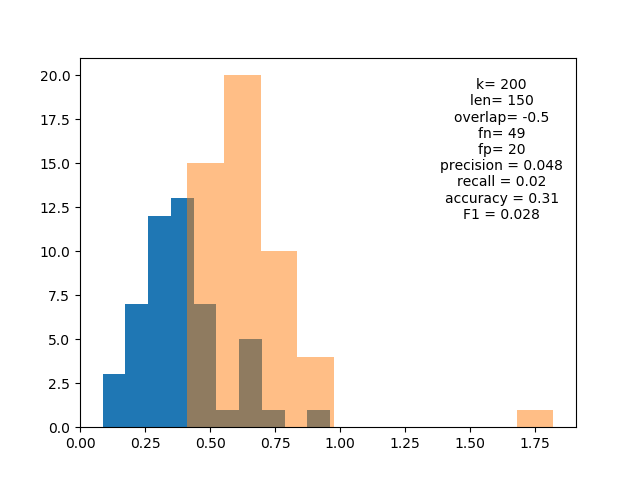 k= 200
len= 150
overlap= -0.5
fn= 49
fp= 20
precision = 0.048
recall = 0.02
accuracy = 0.31
F1 = 0.028
20.0
17.5
15.0
12.5
10.0
7.5
5.0
2.5
0.0
0.00 0.25 0.50 0.75 1.00 1.25 1.50 1.75